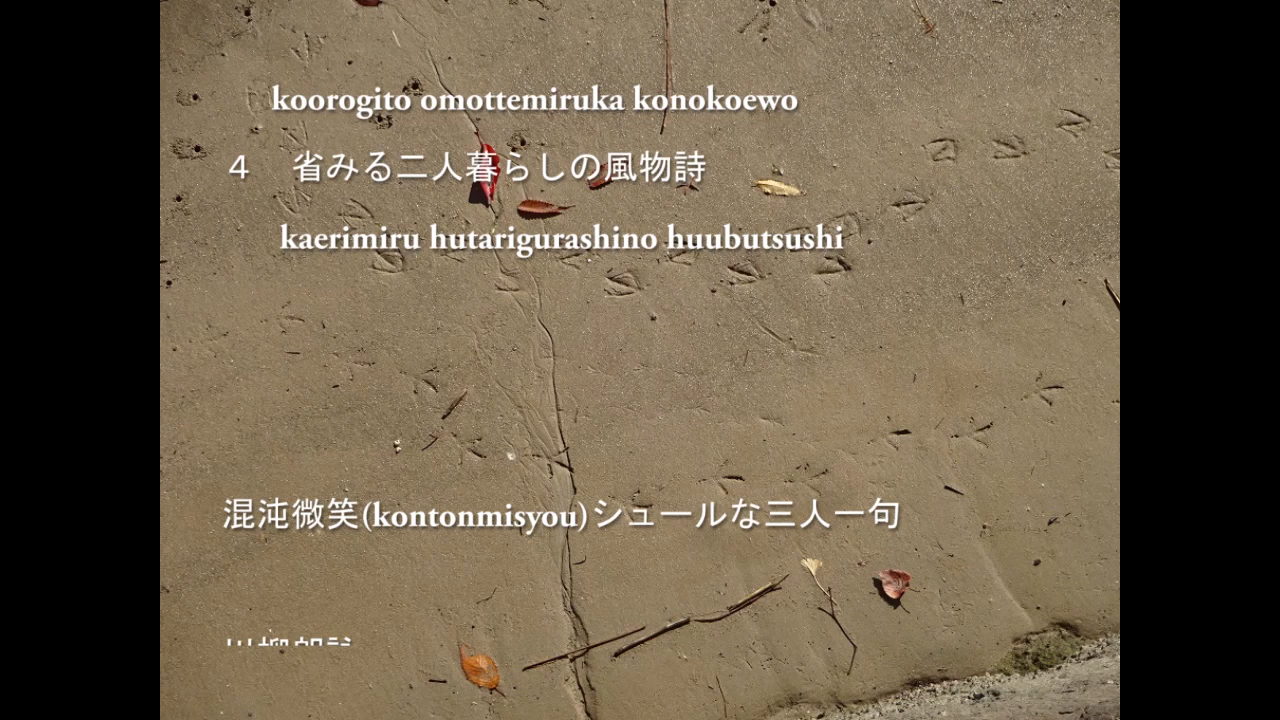 koorogito omottemiruka konokoewo
４　省みる二人暮らしの風物詩
kaerimiru hutarigurashino huubutsushi
混沌微笑(kontonmisyou)シュールな三人一句